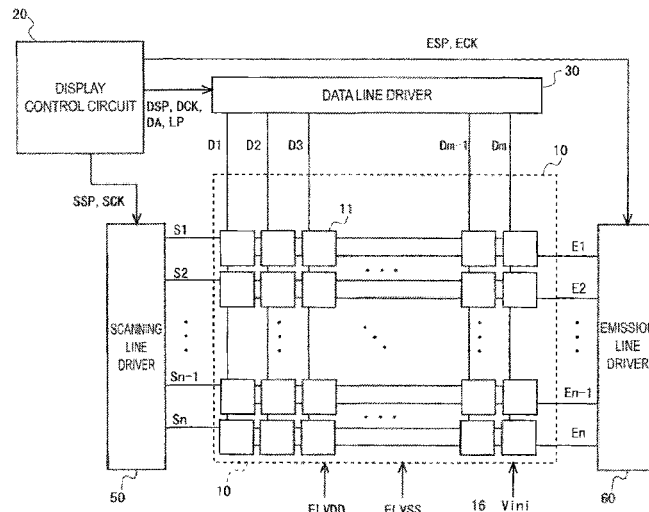 20
ESP, ECK
DISPLAY
CONTROL CIRCUIT
DSP, DCK,
DA, LP
30
DATA LINE DRIVER
D1 D2 D3 Dm-1 Dm
10
SSP, SCK
11
S1
S2
Sn-1
Sn
E1
E2
En-1
En
SCANNING
LINE
DRIVER
EMISSION
LINE
DRIVER
50
10
ELVDD
ELVSS
16 Vini
60